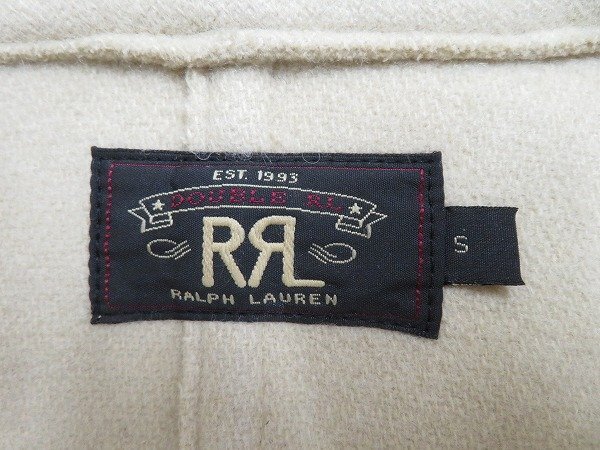 EST. 1993
DOUBLE RL
RRL
RALPH LAUREN
S